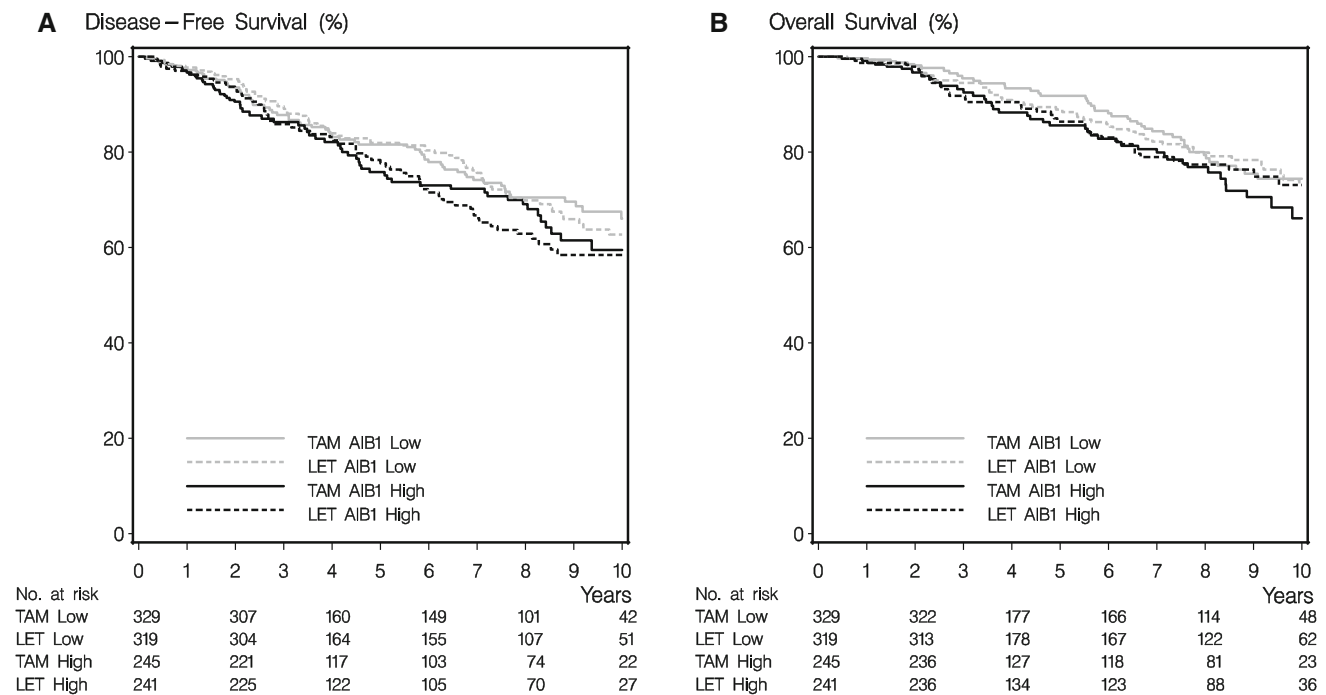 A Disease–Free Survival (%)
100
80
60
40
20
0
TAM AIB1 Low
LET AIB1 Low
TAM AIB1 High
LET AIB1 High
0 1 2 3 4 5 6 7 8 9 10
Years
No. at risk
TAM Low 329 307 160 149 101 42
LET Low 319 304 164 155 107 51
TAM High 245 221 117 103 74 22
LET High 241 225 122 105 70 27
B Overall Survival (%)
100
80
60
40
20
0
TAM AIB1 Low
LET AIB1 Low
TAM AIB1 High
LET AIB1 High
0 1 2 3 4 5 6 7 8 9 10
Years
No. at risk
TAM Low 329 322 177 166 114 48
LET Low 319 313 178 167 122 62
TAM High 245 236 127 118 81 23
LET High 241 236 134 123 88 36